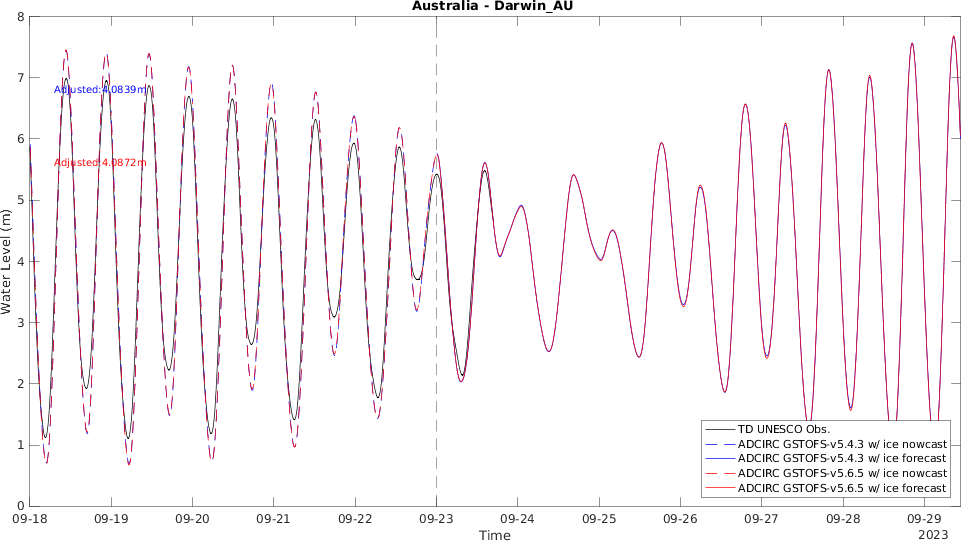 Australia - Darwin_AU
8
7
6
5
4
3
2
1
0
Water Level (m)
Adjusted:4.0839m
Adjusted:4.0872m
TD UNESCO Obs.
ADCIRC GSTOFS-v5.4.3 w/ ice nowcast
ADCIRC GSTOFS-v5.4.3 w/ ice forecast
ADCIRC GSTOFS-v5.6.5 w/ ice nowcast
ADCIRC GSTOFS-v5.6.5 w/ ice forecast
09-18 09-19 09-20 09-21 09-22 09-23 09-24 09-25 09-26 09-27 09-28 09-29
Time
2023